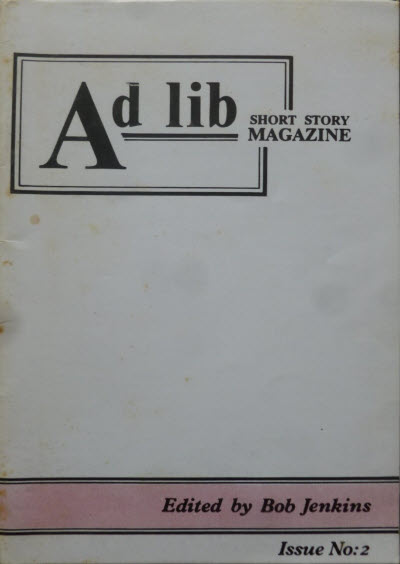 Ad lib
SHORT STORY
MAGAZINE
Edited by Bob Jenkins
Issue No:2